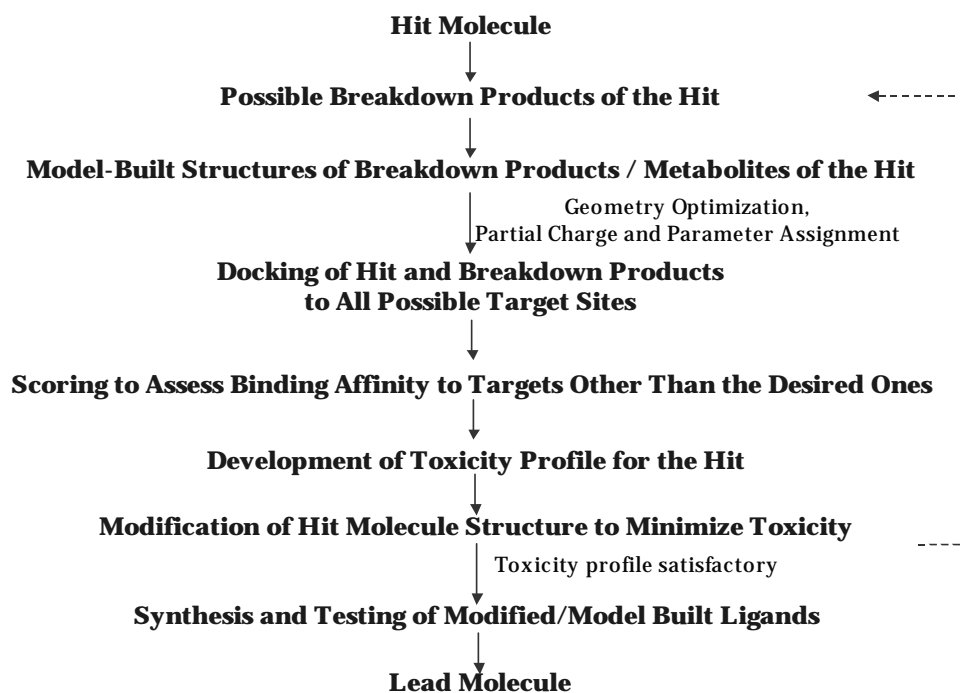 Hit Molecule
Possible Breakdown Products of the Hit
Model-Built Structures of Breakdown Products / Metabolites of the Hit
Geometry Optimization,
Partial Charge and Parameter Assignment
Docking of Hit and Breakdown Products
to All Possible Target Sites
Scoring to Assess Binding Affinity to Targets Other Than the Desired Ones
Development of Toxicity Profile for the Hit
Modification of Hit Molecule Structure to Minimize Toxicity
Toxicity profile satisfactory
Synthesis and Testing of Modified/Model Built Ligands
Lead Molecule